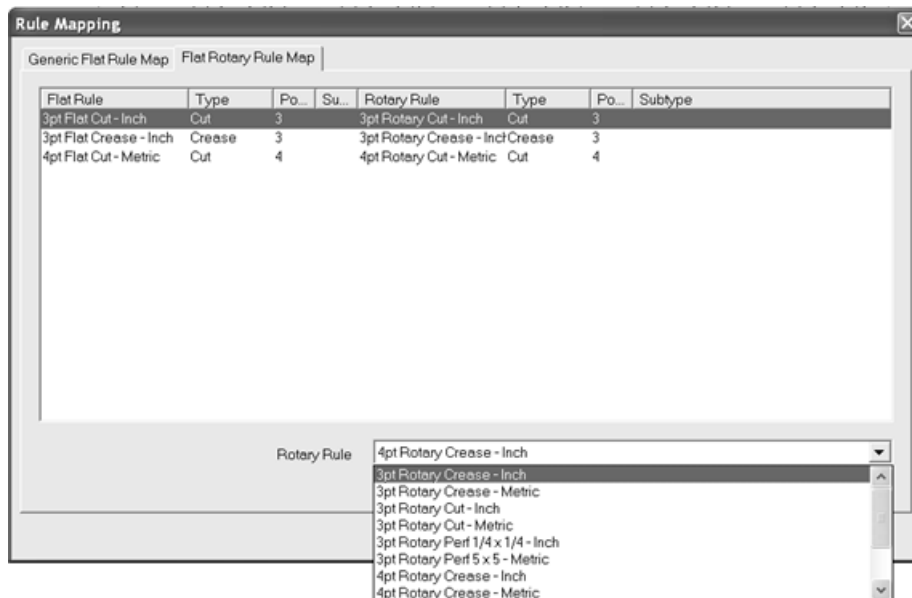 Rule Mapping
Generic Flat Rule Map Flat Rotary Rule Map
Flat Rule Type Po... Su... Rotary Rule Type Po... Subtype
3pt Flat Cut - Inch Cut 3 3pt Rotary Cut - Inch Cut 3
3pt Flat Crease - Inch Crease 3 3pt Rotary Crease - Incl Crease 3
4pt Flat Cut - Metric Cut 4 4pt Rotary Cut - Metric Cut 4
Rotary Rule 4pt Rotary Crease - Inch
3pt Rotary Crease - Inch
3pt Rotary Crease - Metric
3pt Rotary Cut - Inch
3pt Rotary Cut - Metric
3pt Rotary Perf 1/4 x 1/4 - Inch
3pt Rotary Perf 5 x 5 - Metric
4pt Rotary Crease - Inch
4pt Rotary Crease - Metric